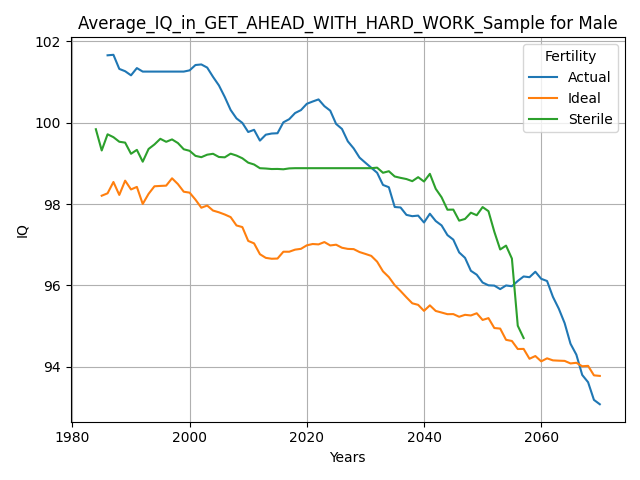 Average_IQ_in_GET_AHEAD_WITH_HARD_WORK_Sample for Male
102
100
98
96
94
IQ
1980
2000
2020
2040
2060
Years
Fertility
Actual
Ideal
Sterile